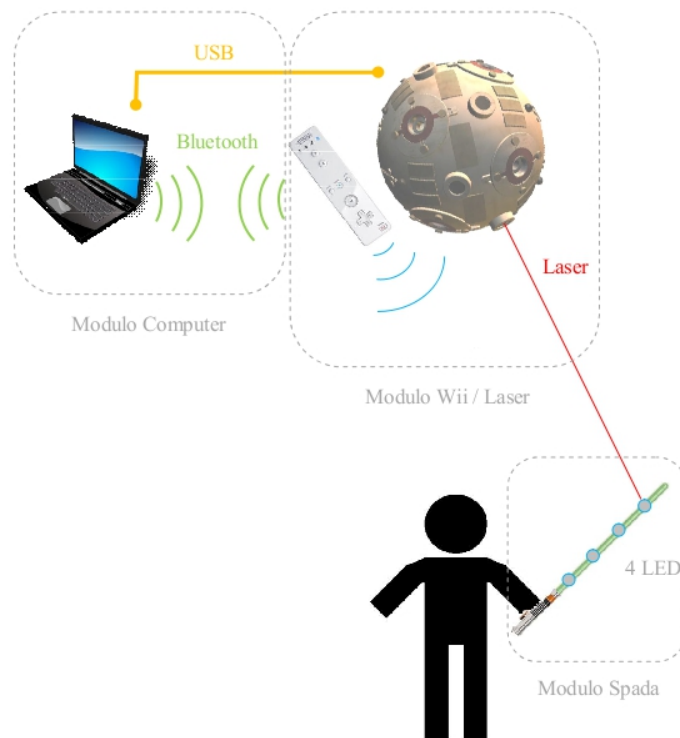 USB
Bluetooth
Laser
Modulo Computer
Modulo Wii / Laser
4 LED
Modulo Spada